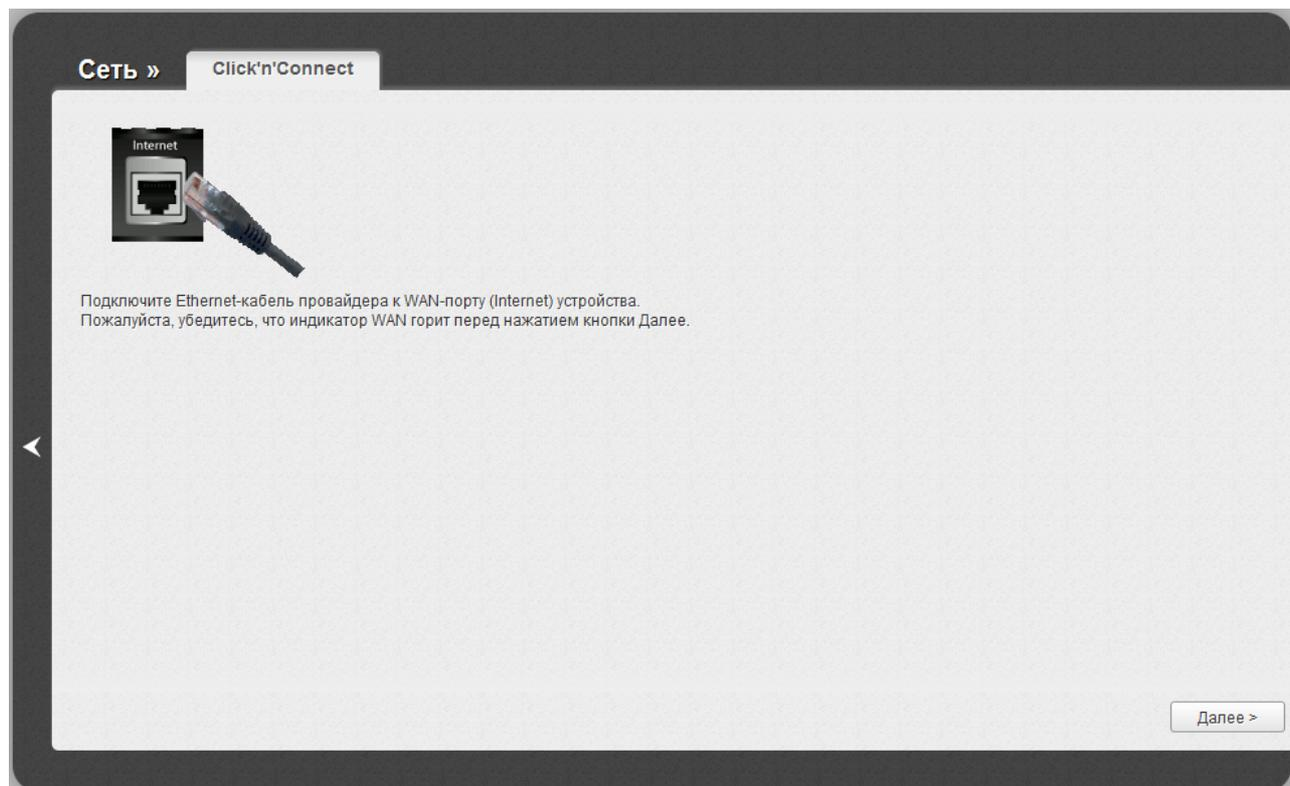 Сеть »
Click'n'Connect
Internet
Подключите Ethernet-кабель провайдера к WAN-порту (Internet) устройства.
Пожалуйста, убедитесь, что индикатор WAN горит перед нажатием кнопки Далее.
Далее >